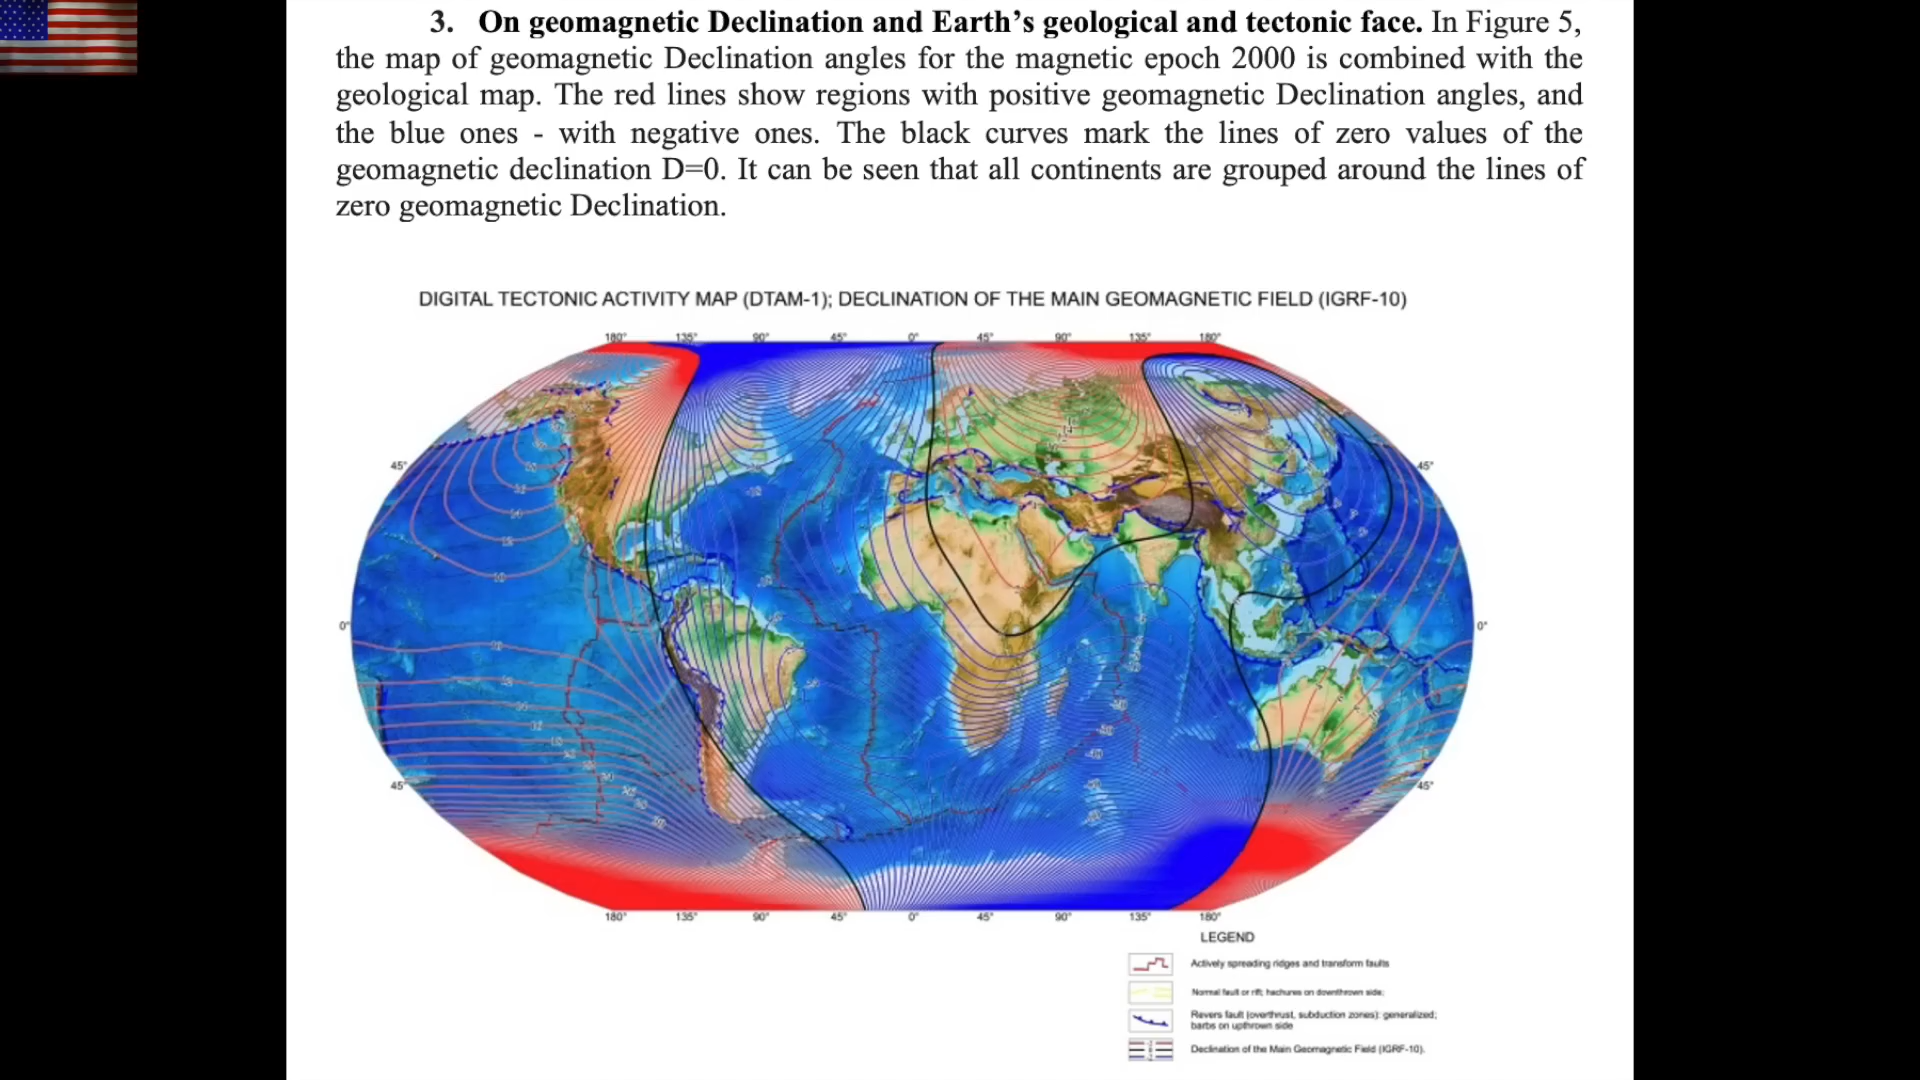 3. On geomagnetic Declination and Earth’s geological and tectonic face. In Figure 5,
the map of geomagnetic Declination angles for the magnetic epoch 2000 is combined with the
geological map. The red lines show regions with positive geomagnetic Declination angles, and
the blue ones - with negative ones. The black curves mark the lines of zero values of the
geomagnetic declination D=0. It can be seen that all continents are grouped around the lines of
zero geomagnetic Declination.
DIGITAL TECTONIC ACTIVITY MAP (DTAM-1); DECLINATION OF THE MAIN GEOMAGNETIC FIELD (IGRF-10)
180° 135° 90° 45° 0° 45° 90° 135° 180°
45° 45°
0° 0°
45° 45°
180° 135° 90° 45° 0° 45° 90° 135° 180°
LEGEND
Actively spreading ridges and transform faults
Normal fault or rift; hachures on downthrown side;
Revers fault (overthrust, subduction zones): generalized;
barbs on upthrown side
Declination of the Main Geomagnetic Field (IGRF-10).